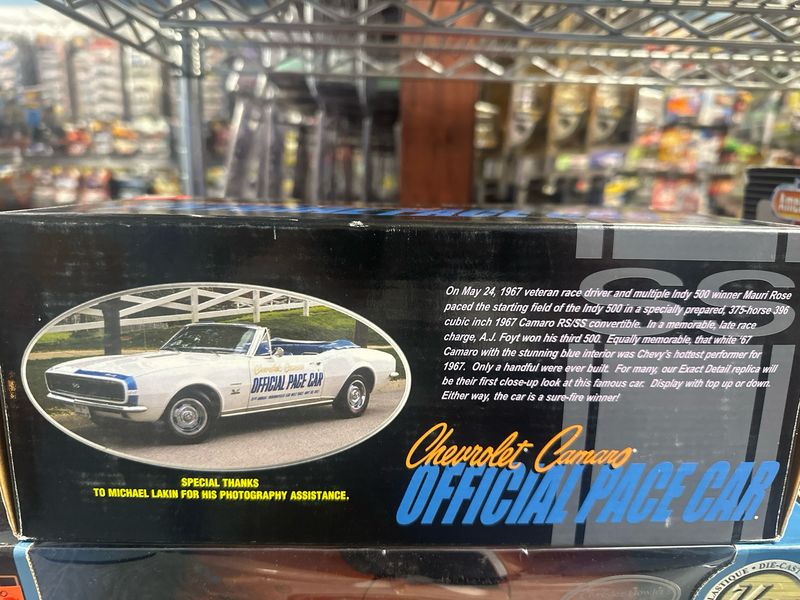 On May 24, 1967 veteran race driver and multiple Indy 500 winner Mauri Rose
paced the starting field of the Indy 500 in a specially prepared, 375-horse 396
cubic inch 1967 Camaro RS/SS convertible. In a memorable, late race
charge, A.J. Foyt won his third 500. Equally memorable, that white '67
Camaro with the stunning blue interior was Chevy's hottest performer for
1967. Only a handful were ever built. For many, our Exact Detail replica will
be their first close-up look at this famous car. Display with top up or down.
Either way, the car is a sure-fire winner!
SS
Chevrolet Camaro
OFFICIAL PACE CAR
SPECIAL THANKS
TO MICHAEL LAKIN FOR HIS PHOTOGRAPHY ASSISTANCE.
Chevrolet Camaro
OFFICIAL PACE CAR
DIE-CAST